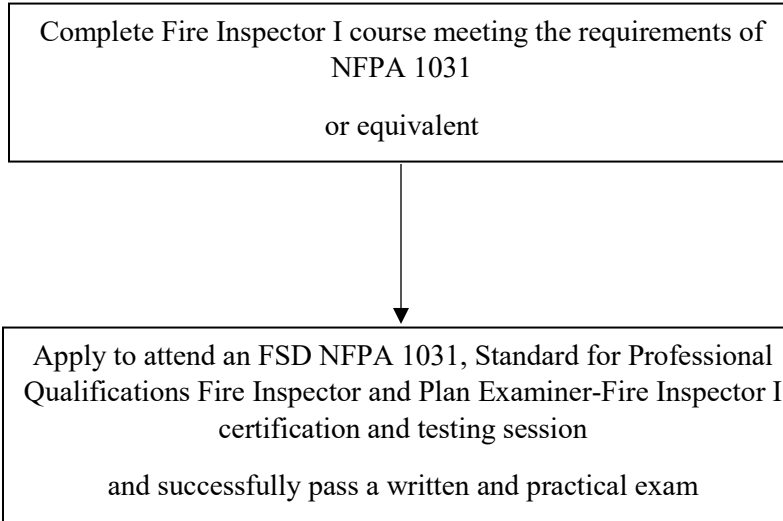 Complete Fire Inspector I course meeting the requirements of
NFPA 1031
or equivalent
Apply to attend an FSD NFPA 1031, Standard for Professional
Qualifications Fire Inspector and Plan Examiner-Fire Inspector I
certification and testing session
and successfully pass a written and practical exam